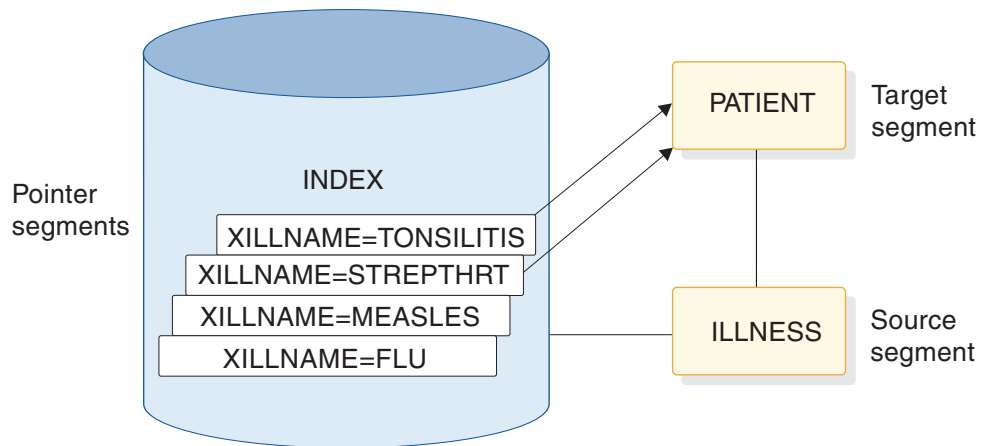 PATIENT
Target
segment
INDEX
Pointer
segments
XILLNAME=TONSILITIS
XILLNAME=STREPTHRT
XILLNAME=MEASLES
XILLNAME=FLU
ILLNESS
Source
segment